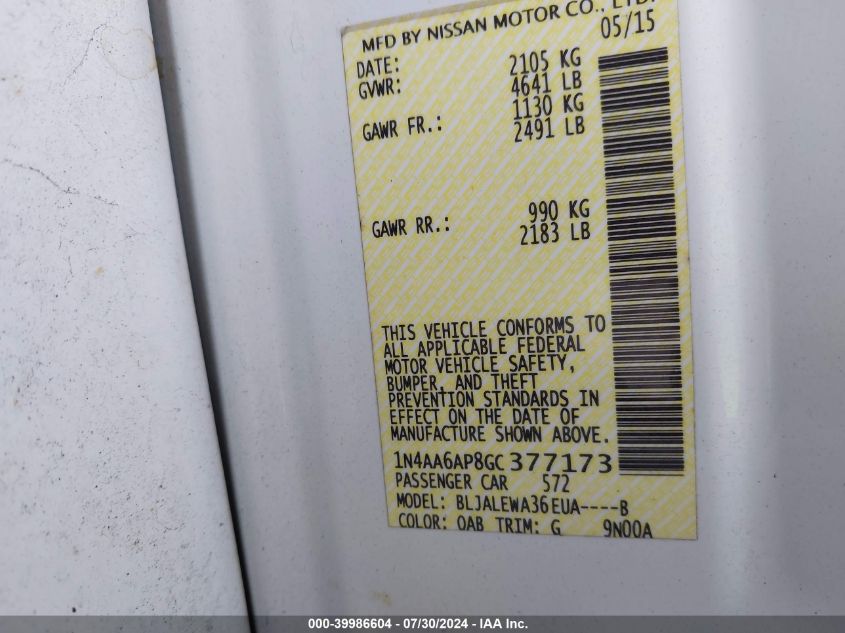 MFD BY NISSAN MOTOR CO., LTD.
DATE: 05/15
GVWR: 2105 KG
4641 LB
GAWR FR.: 1130 KG
2491 LB
GAWR RR.: 990 KG
2183 LB
THIS VEHICLE CONFORMS TO
ALL APPLICABLE FEDERAL
MOTOR VEHICLE SAFETY,
BUMPER, AND THEFT
PREVENTION STANDARDS IN
EFFECT ON THE DATE OF
MANUFACTURE SHOWN ABOVE.
1N4AA6AP8GC377173
PASSENGER CAR 572
MODEL: BLJALEWA36EUA----B
COLOR: QAB TRIM: G 9N00A
000-39986604 - 07/30/2024 - IAA Inc.